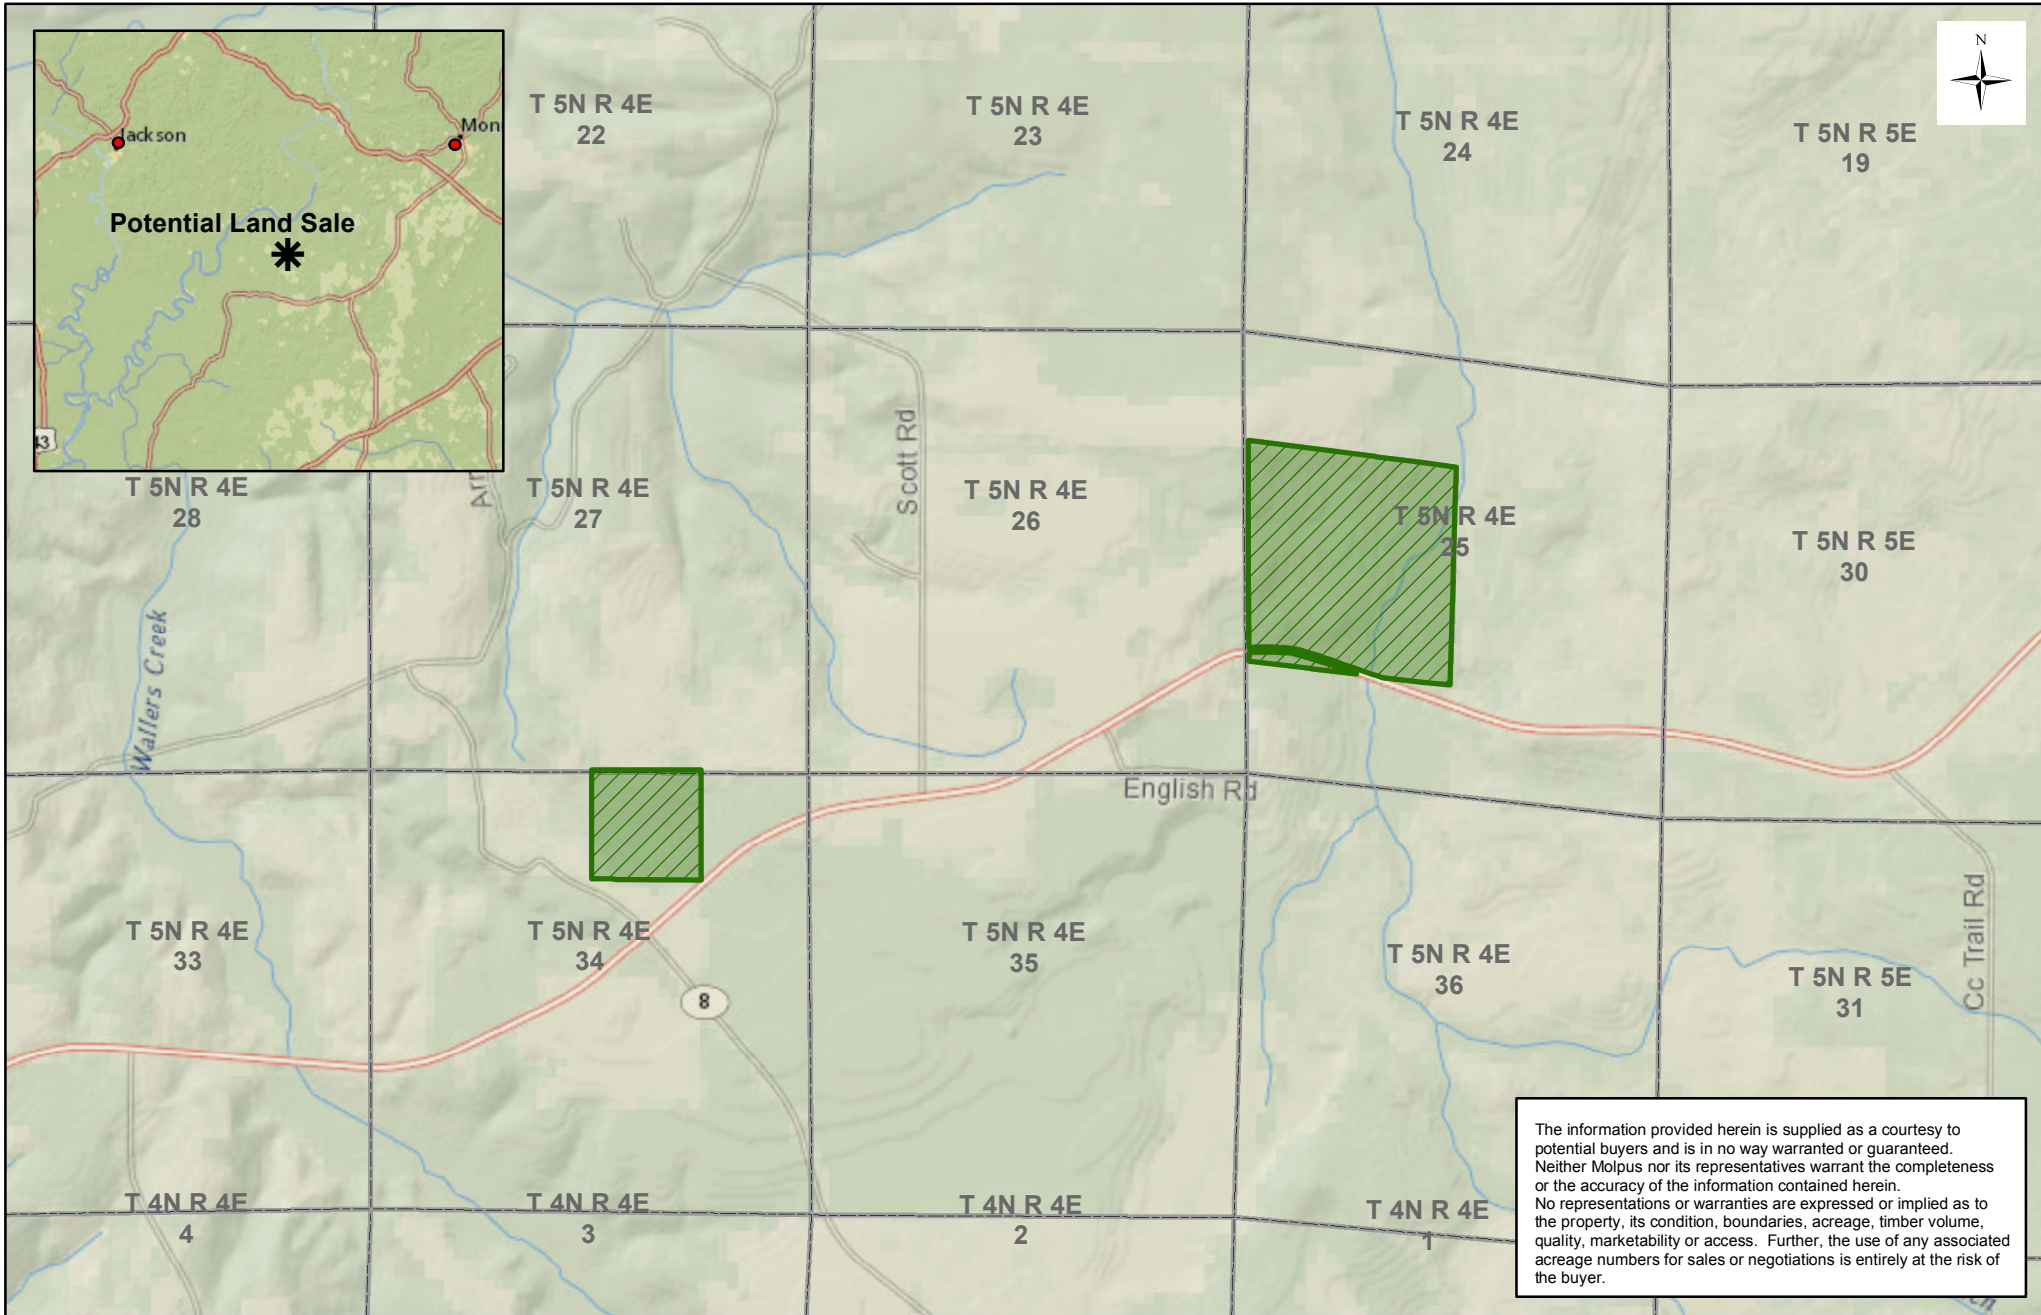 N
Jackson
Mon
Potential Land Sale
43
T 5N R 4E
22
T 5N R 4E
23
T 5N R 4E
24
T 5N R 5E
19
T 5N R 4E
28
T 5N R 4E
27
T 5N R 4E
26
T 5N R 4E
25
T 5N R 5E
30
Scott Rd
Wallers Creek
English Rd
T 5N R 4E
33
T 5N R 4E
34
T 5N R 4E
35
T 5N R 4E
36
T 5N R 5E
31
8
Cc Trail Rd
T 4N R 4E
4
T 4N R 4E
3
T 4N R 4E
2
T 4N R 4E
1
The information provided herein is supplied as a courtesy to
potential buyers and is in no way warranted or guaranteed.
Neither Molpus nor its representatives warrant the completeness
or the accuracy of the information contained herein.
No representations or warranties are expressed or implied as to
the property, its condition, boundaries, acreage, timber volume,
quality, marketability or access.  Further, the use of any associated
acreage numbers for sales or negotiations is entirely at the risk of
the buyer.